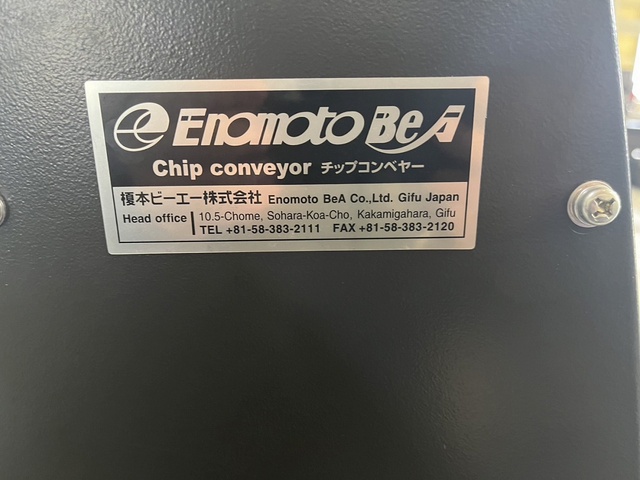 Enomoto BeA
Chip conveyor チップコンベヤー
榎本ビーエー株式会社 Enomoto BeA Co.,Ltd. Gifu Japan
Head office 10.5-Chome, Sohara-Koa-Cho, Kakamigahara, Gifu
TEL +81-58-383-2111 FAX +81-58-383-2120